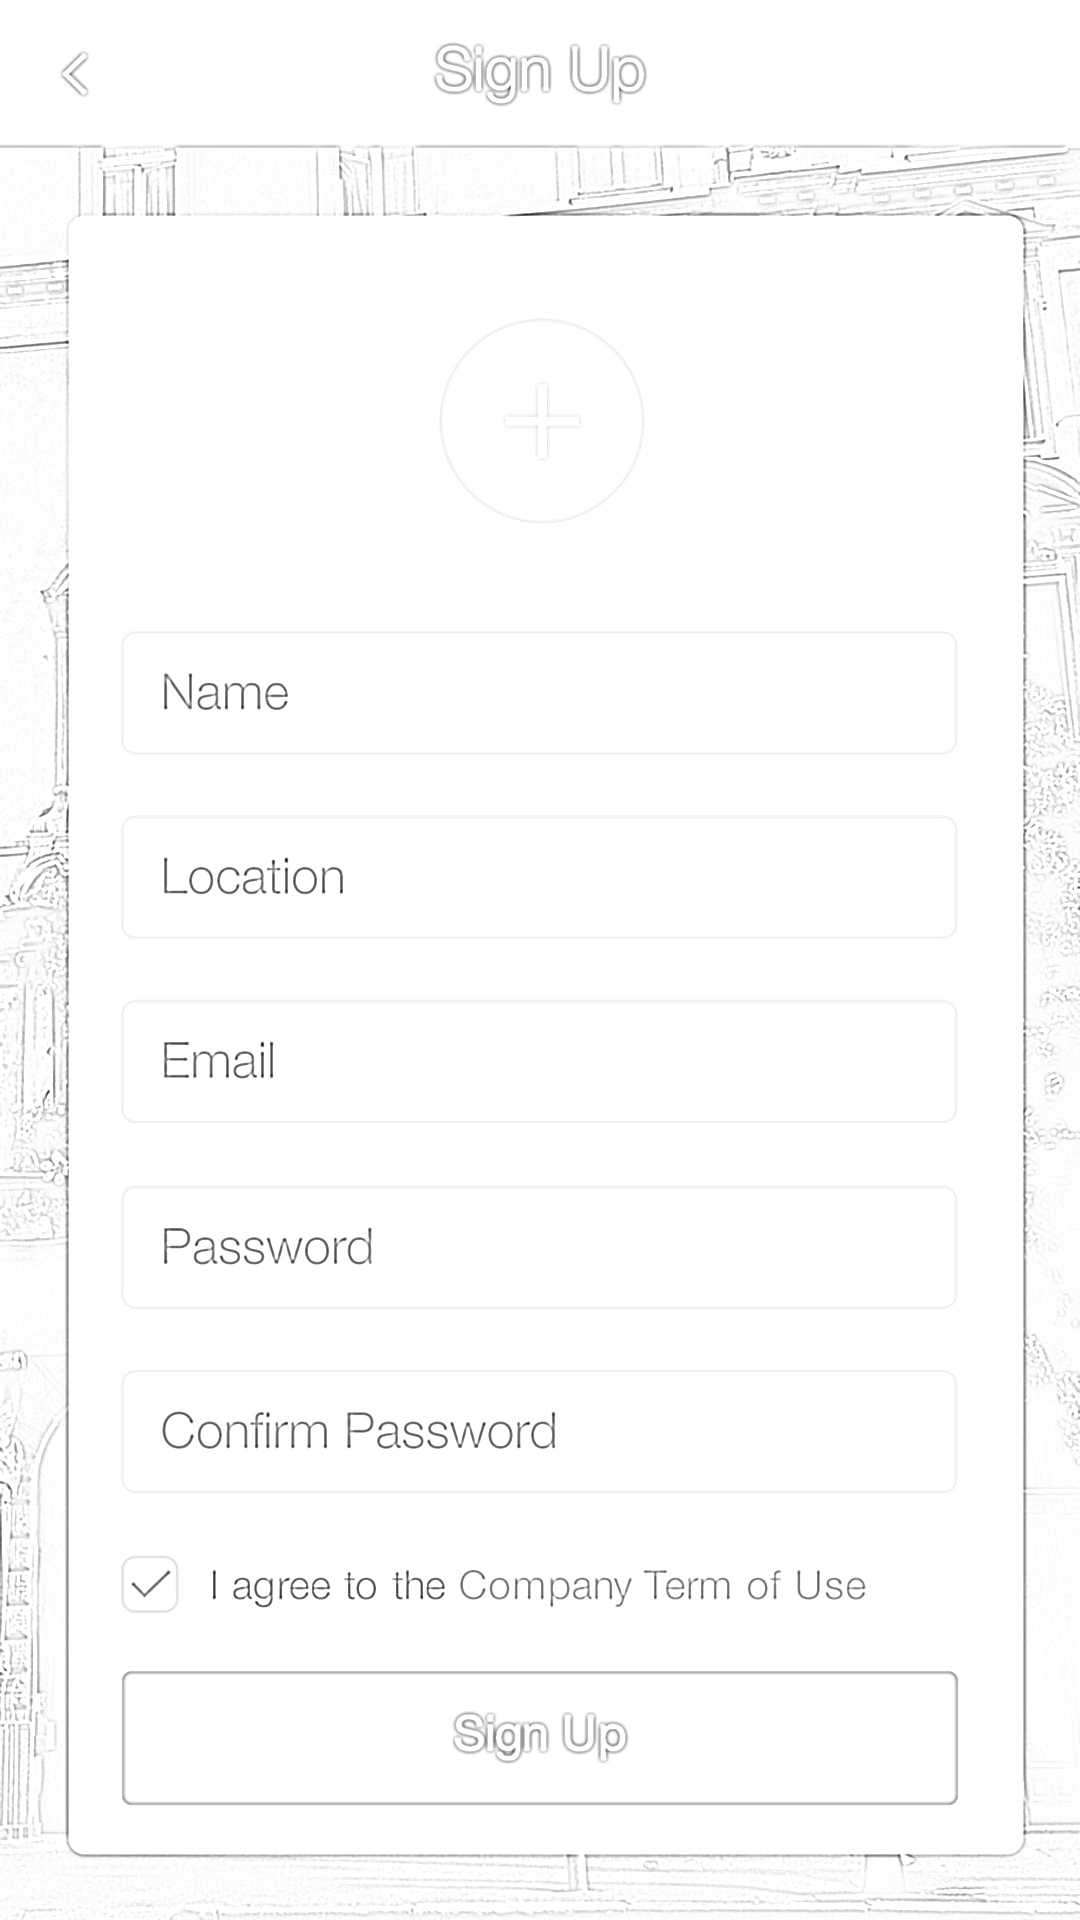 Sign Up
Name
Location
Email
Password
Confirm Password
I agree to the Company Term of Use
Sign Up